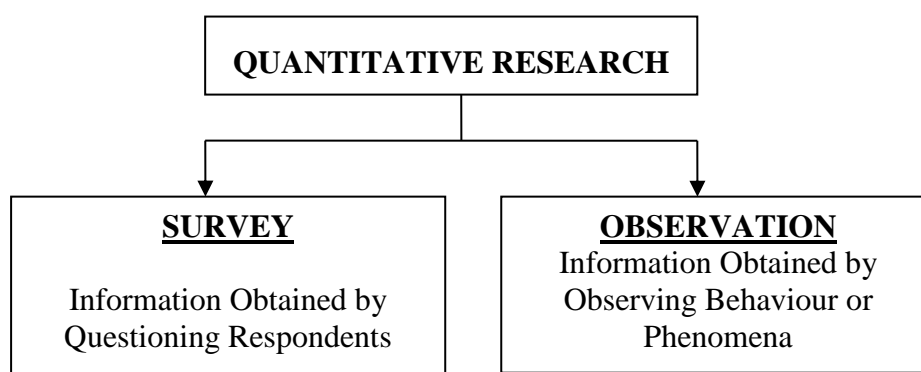 QUANTITATIVE RESEARCH
SURVEY
Information Obtained by
Questioning Respondents
OBSERVATION
Information Obtained by
Observing Behaviour or
Phenomena